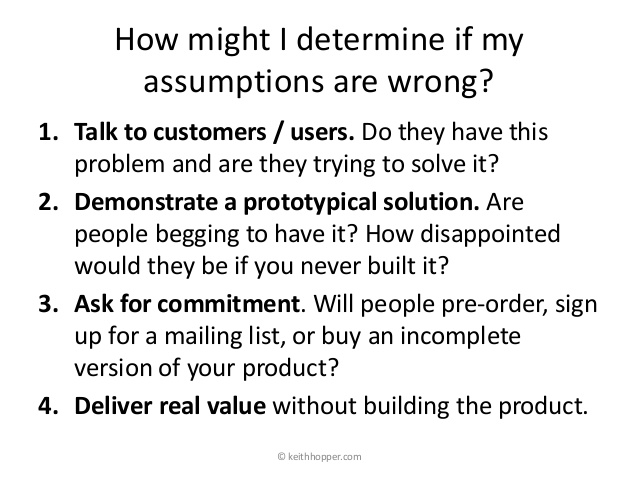 How might I determine if my
assumptions are wrong?
1. Talk to customers / users. Do they have this
problem and are they trying to solve it?
2. Demonstrate a prototypical solution. Are
people begging to have it? How disappointed
would they be if you never built it?
3. Ask for commitment. Will people pre-order, sign
up for a mailing list, or buy an incomplete
version of your product?
4. Deliver real value without building the product.
© keithhopper.com